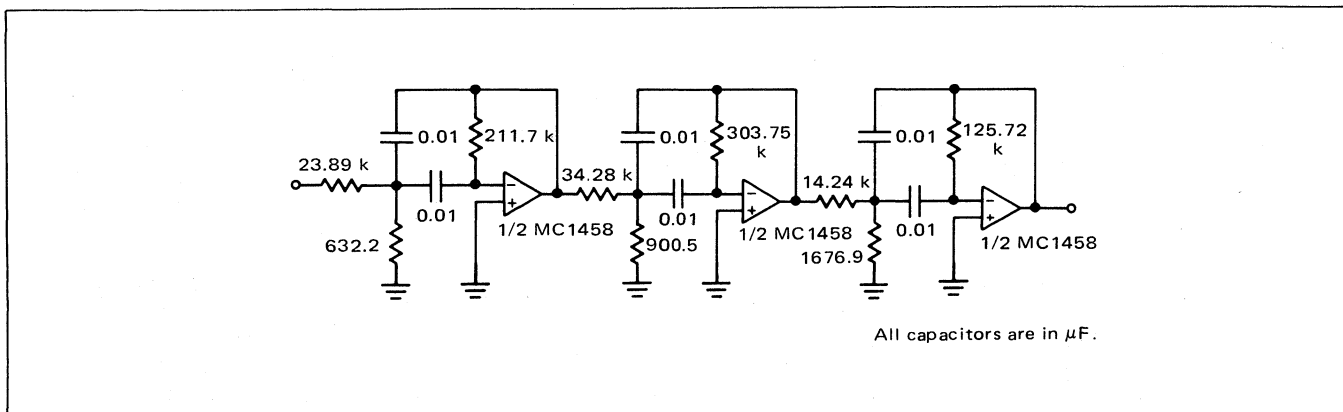 0.01
211.7 k
0.01
303.75
k
0.01
125.72
k
23.89 k
34.28 k
14.24 k
−
+
−
+
−
+
0.01
0.01
0.01
1/2 MC1458
1/2 MC1458
1/2 MC1458
632.2
900.5
1676.9
All capacitors are in μF.